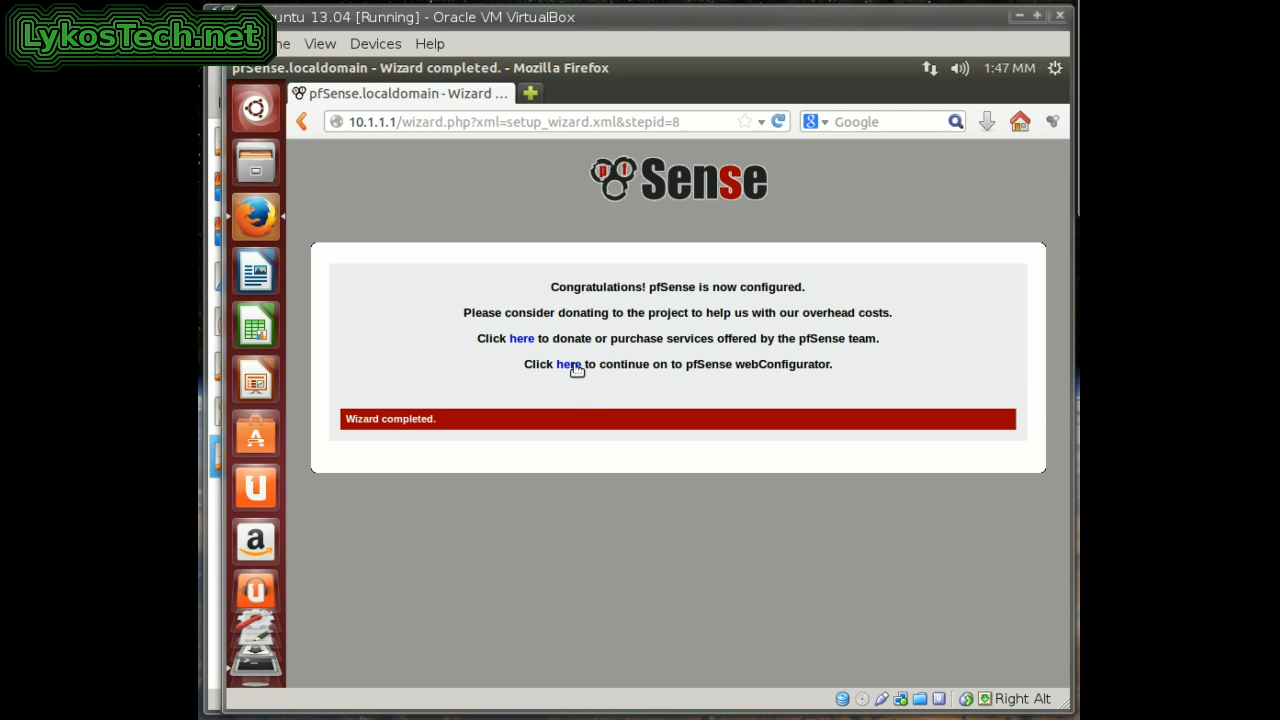 LykosTech.net
untu 13.04 [Running] - Oracle VM VirtualBox
ne View Devices Help
pfSense.localdomain - Wizard completed. - Mozilla Firefox
1:47 MM
pfSense.localdomain - Wizard ...
10.1.1.1/wizard.php?xml=setup_wizard.xml&stepid=8
Google
pf Sense
Congratulations! pfSense is now configured.
Please consider donating to the project to help us with our overhead costs.
Click here to donate or purchase services offered by the pfSense team.
Click here to continue on to pfSense webConfigurator.
Wizard completed.
Right Alt